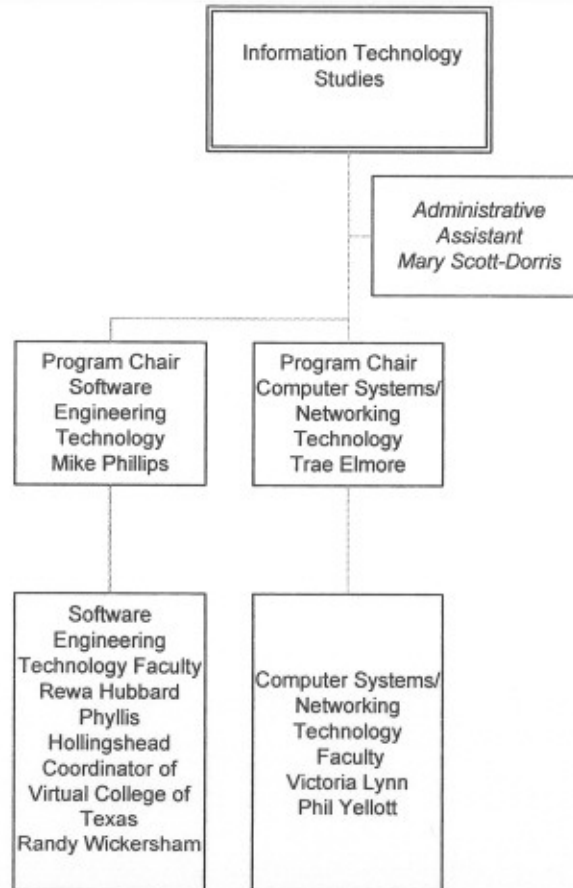 Information Technology
Studies
Administrative
Assistant
Mary Scott-Dorris
Program Chair
Software
Engineering
Technology
Mike Phillips
Program Chair
Computer Systems/
Networking
Technology
Trae Elmore
Software
Engineering
Technology Faculty
Rewa Hubbard
Phyllis
Hollingshead
Coordinator of
Virtual College of
Texas
Randy Wickersham
Computer Systems/
Networking
Technology
Faculty
Victoria Lynn
Phil Yellott